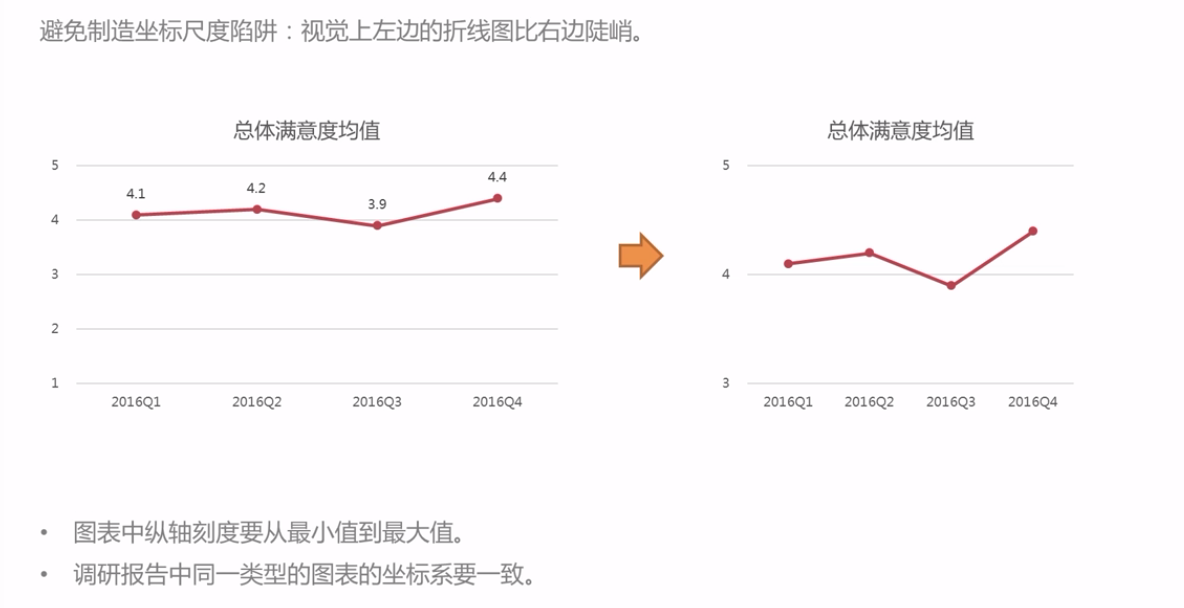 避免制造坐标尺度陷阱：视觉上左边的折线图比右边陡峭。
总体满意度均值
总体满意度均值
5
4.1
4.2
3.9
4.4
4
3
2
1
2016Q1 2016Q2 2016Q3 2016Q4
5
4
3
2016Q1 2016Q2 2016Q3 2016Q4
• 图表中纵轴刻度要从最小值到最大值。
• 调研报告中同一类型的图表的坐标系要一致。